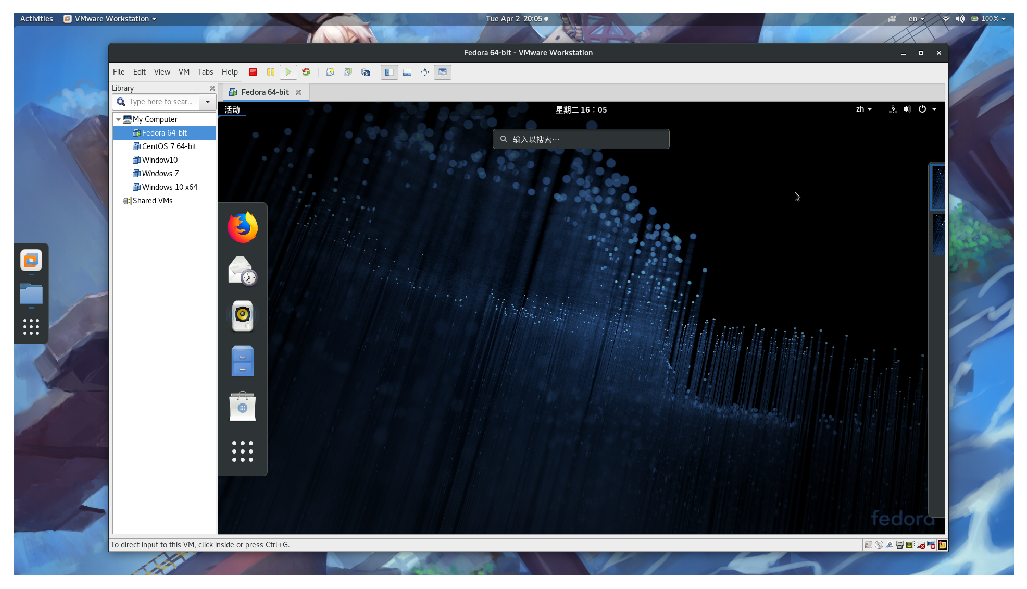 Activities VMware Workstation Tue Apr 2 20:05 en 100%
Fedora 64-bit - VMware Workstation
File Edit View VM Tabs Help
Library
Type here to sear...
Fedora 64-bit
My Computer
Fedora 64-bit
CentOS 7 64-bit
Window10
Windows 7
Windows 10 x64
Shared VMs
活动 星期二 16：05 zh
输入以搜索…
fedora
To direct input to this VM, click inside or press Ctrl+G.